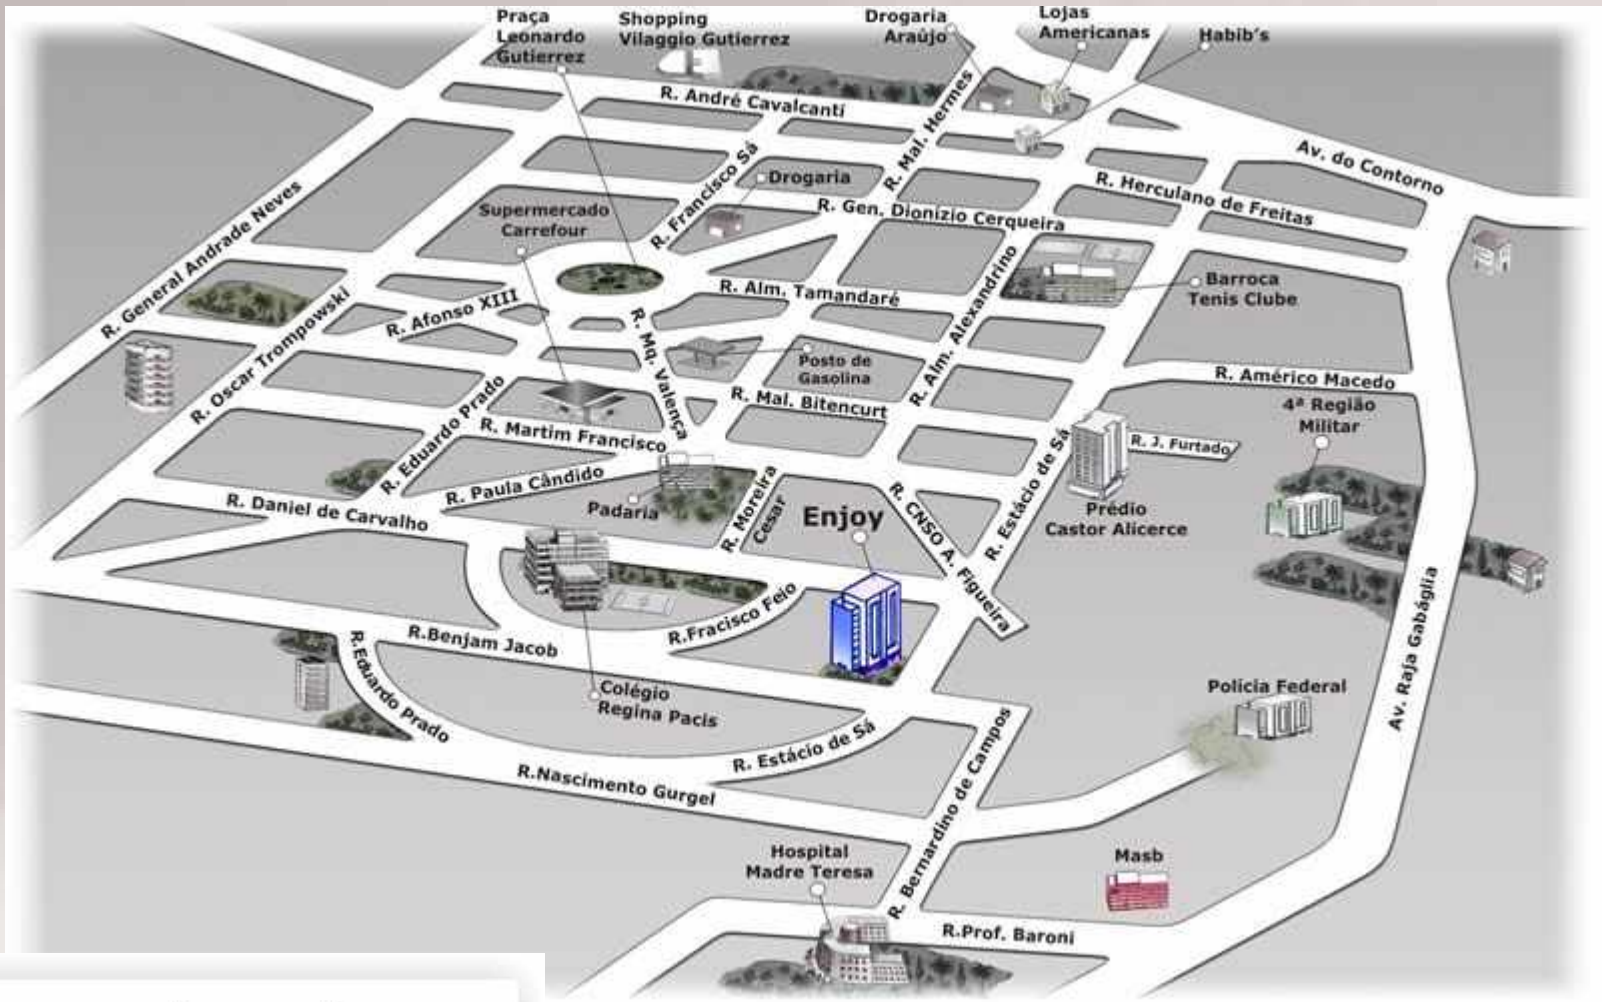 Praça
Leonardo
Gutierrez
Shopping
Vilaggio Gutierrez
Drogaria
Araùjo
Lojas
Americanas
Habib's
R. André Cavalcanti
R. Mal. Hermes
Av. do Contorno
R. Francisco Sá
Drogaria
R. Herculano de Freitas
R. Gen. Dionízio Cerqueira
Supermercado
Carrefour
R. General Andrade Neves
R. Oscar Trompowski
R. Afonso XIII
R. Alm. Tamandaré
R. Alm. Alexandrino
Barroca
Tenis Clube
R. Mq. Valença
Posto de
Gasolina
R. Américo Macedo
R. Mal. Bitencurt
4ª Região
Militar
R. Eduardo Prado
R. Martim Francisco
R. J. Furtado
R. Estácio de Sá
R. Paula Cândido
Padaria
R. Moreira
Cesar
Enjoy
R. CNSO A. Figueira
Prédio
Castor Alicerce
R. Daniel de Carvalho
R.Fracisco Feio
R.Benjam Jacob
R.Eduardo Prado
Colégio
Regina Pacis
Av. Raja Gabáglia
Policia Federal
R. Estácio de Sá
R.Nascimento Gurgel
R. Bernardino de Campos
Hospital
Madre Teresa
Masb
R.Prof. Baroni